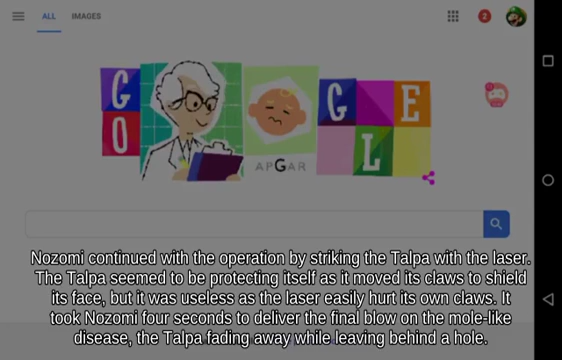 ALL IMAGES 2
G G E
O L
APGAR
Nozomi continued with the operation by striking the Talpa with the laser.
The Talpa seemed to be protecting itself as it moved its claws to shield
its face, but it was useless as the laser easily hurt its own claws. It
took Nozomi four seconds to deliver the final blow on the mole-like
disease, the Talpa fading away while leaving behind a hole.